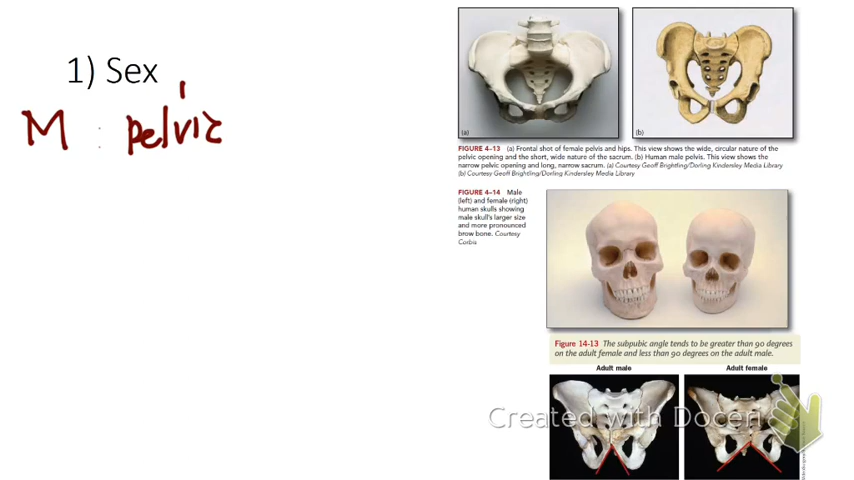 1) Sex
M : pelvic
(a)
(b)
FIGURE 4–13 (a) Frontal shot of female pelvis and hips. This view shows the wide, circular nature of the
pelvic opening and the short, wide nature of the sacrum. (b) Human male pelvis. This view shows the
narrow pelvic opening and long, narrow sacrum. (a) Courtesy Geoff Brightling/Dorling Kindersley Media Library
(b) Courtesy Geoff Brightling/Dorling Kindersley Media Library
FIGURE 4–14 Male
(left) and female (right)
human skulls showing
male skull's larger size
and more pronounced
brow bone. Courtesy
Corbis
Figure 14-13 The subpubic angle tends to be greater than 90 degrees
on the adult female and less than 90 degrees on the adult male.
Adult male
Adult female
Created with Doceri